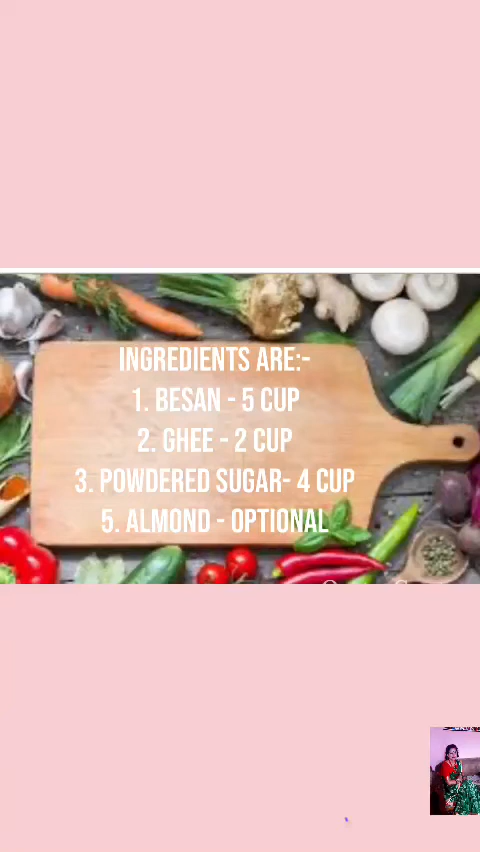 INGREDIENTS ARE:-
1. BESAN - 5 CUP
2. GHEE - 2 CUP
3. POWDERED SUGAR- 4 CUP
5. ALMOND - OPTIONAL